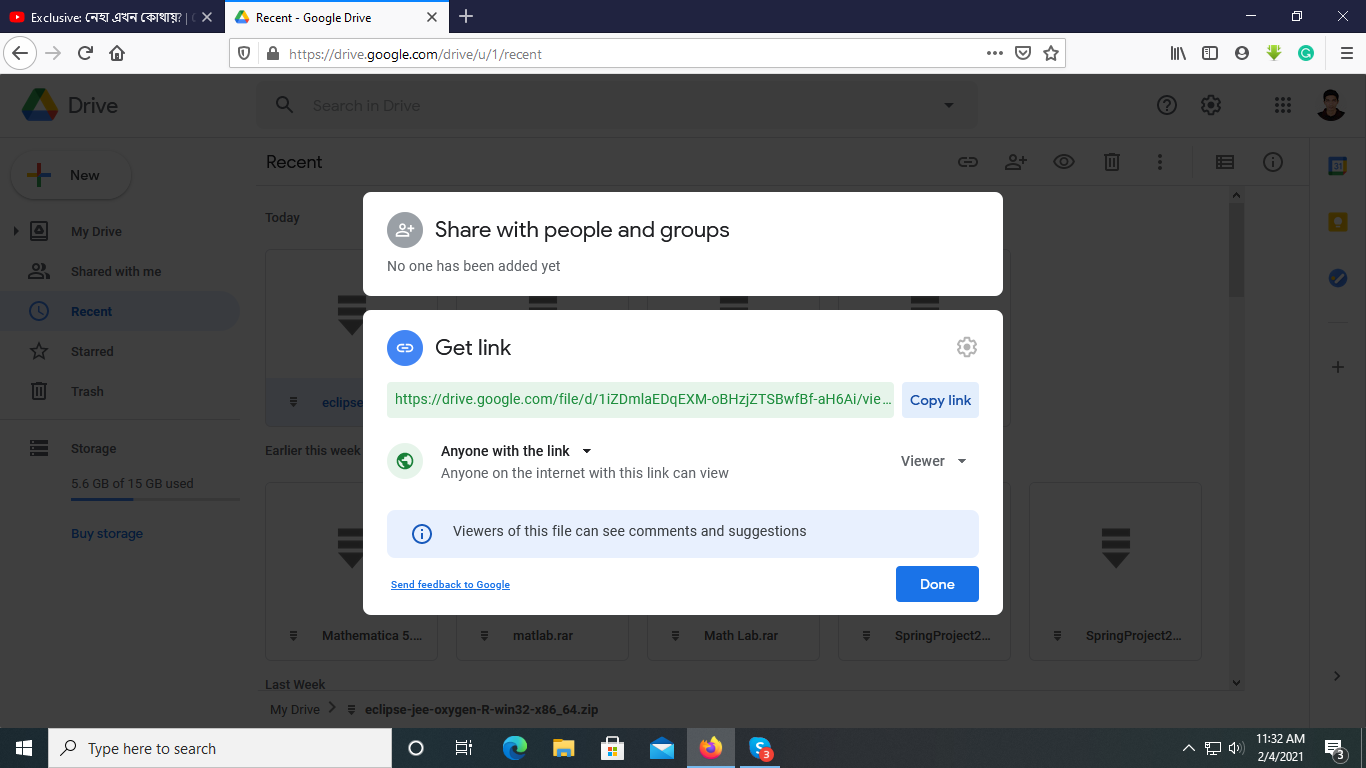 Exclusive: নেহা এখন কোথায়? |
Recent - Google Drive
https://drive.google.com/drive/u/1/recent
Drive
Search in Drive
New
Recent
Today
My Drive
Shared with me
Recent
Starred
Trash
Storage
5.6 GB of 15 GB used
Buy storage
Share with people and groups
No one has been added yet
Get link
https://drive.google.com/file/d/1iZDmlaEDqEXM-oBHzjZTSBwfBf-aH6Ai/vie…
Copy link
Anyone with the link
Anyone on the internet with this link can view
Viewer
Viewers of this file can see comments and suggestions
Send feedback to Google
Done
eclipse
Earlier this week
Mathematica 5....
matlab.rar
Math Lab.rar
SpringProject2...
SpringProject2...
Last Week
My Drive
eclipse-jee-oxygen-R-win32-x86_64.zip
31
Type here to search
S
3
11:32 AM
2/4/2021
3